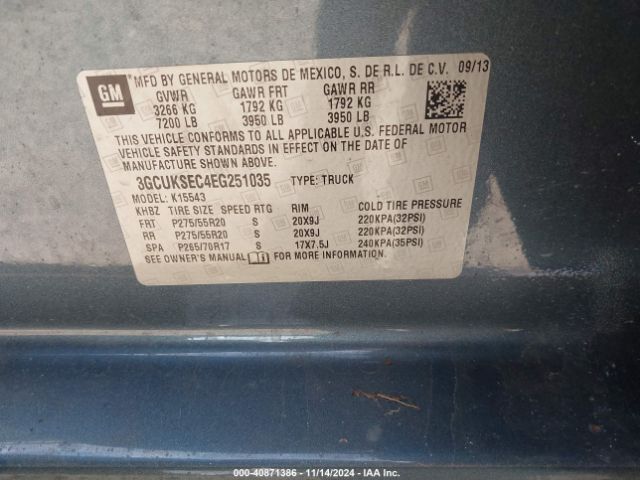 GM
MFD BY GENERAL MOTORS DE MEXICO, S. DE R.L. DE C.V. 09/13
GVWR GAWR FRT GAWR RR
3266 KG 1792 KG 1792 KG
7200 LB 3950 LB 3950 LB
THIS VEHICLE CONFORMS TO ALL APPLICABLE U.S. FEDERAL MOTOR
VEHICLE SAFETY STANDARDS IN EFFECT ON THE DATE OF
MANUFACTURE SHOWN ABOVE.
3GCUKSEC4EG251035 TYPE: TRUCK
MODEL: K15543
KHBZ TIRE SIZE SPEED RTG RIM COLD TIRE PRESSURE
FRT P275/55R20 S 20X9J 220KPA(32PSI)
RR P275/55R20 S 20X9J 220KPA(32PSI)
SPA P265/70R17 S 17X7.5J 240KPA(35PSI)
SEE OWNER'S MANUAL FOR MORE INFORMATION.
000-40871386 - 11/14/2024 - IAA Inc.